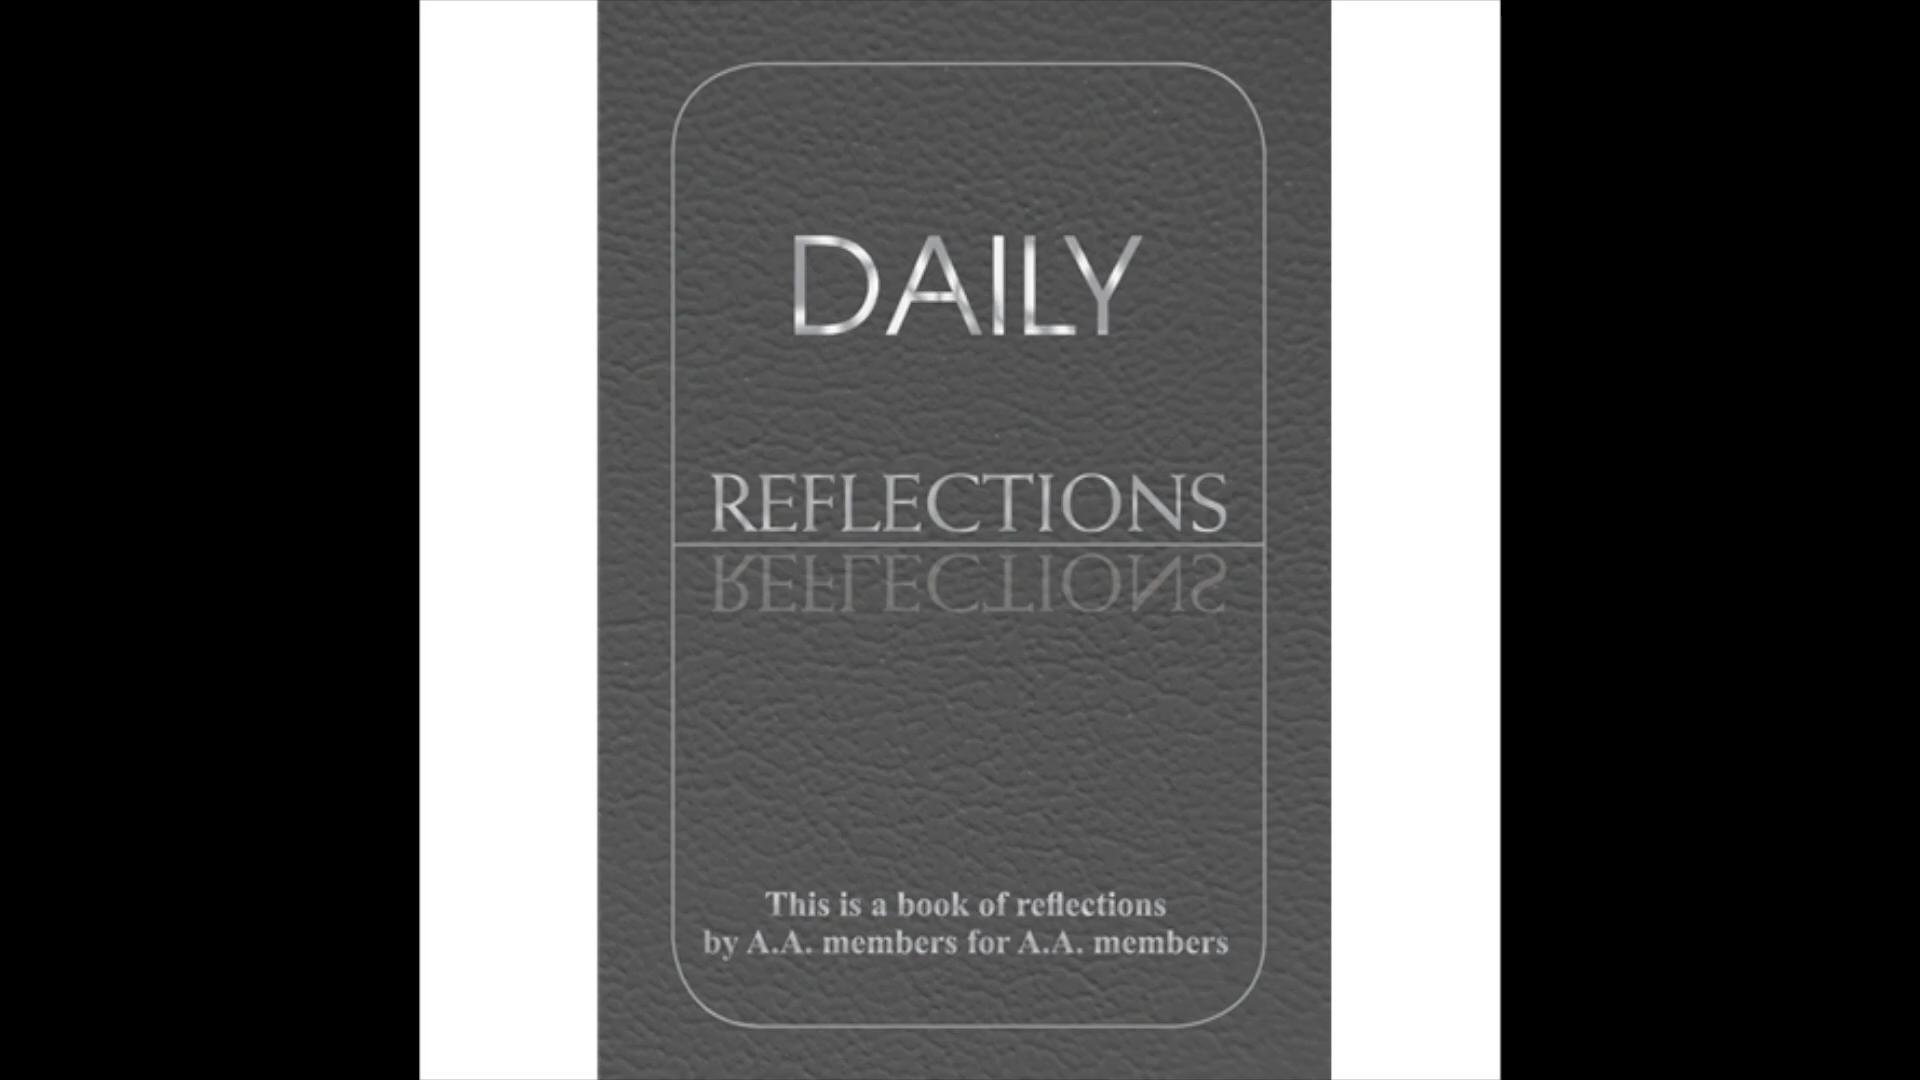 DAILY
REFLECTIONS
REFLECTIONS
This is a book of reflections
by A.A. members for A.A. members